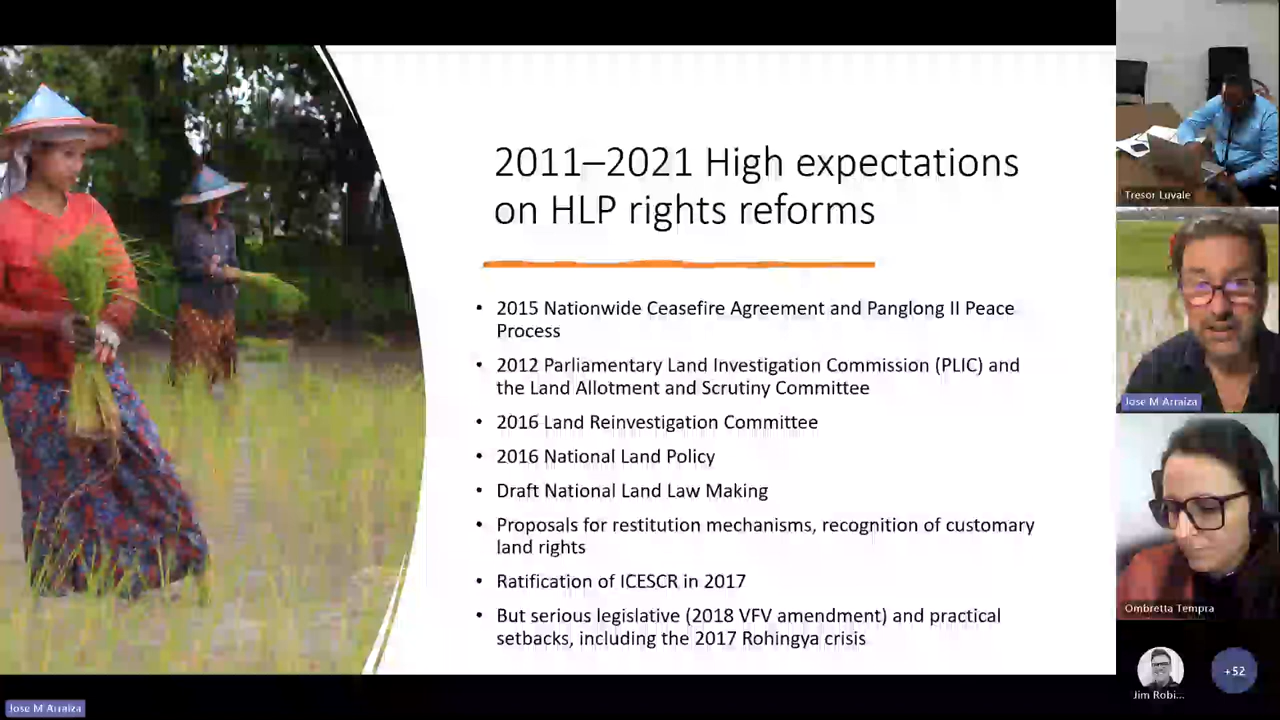 2011–2021 High expectations
on HLP rights reforms
• 2015 Nationwide Ceasefire Agreement and Panglong II Peace
Process
• 2012 Parliamentary Land Investigation Commission (PLIC) and
the Land Allotment and Scrutiny Committee
• 2016 Land Reinvestigation Committee
• 2016 National Land Policy
• Draft National Land Law Making
• Proposals for restitution mechanisms, recognition of customary
land rights
• Ratification of ICESCR in 2017
• But serious legislative (2018 VFV amendment) and practical
setbacks, including the 2017 Rohingya crisis
Tresor Luvale
Jose M Arraiza
Ombretta Tempra
Jim Robi...
+52
Jose M Arraiza